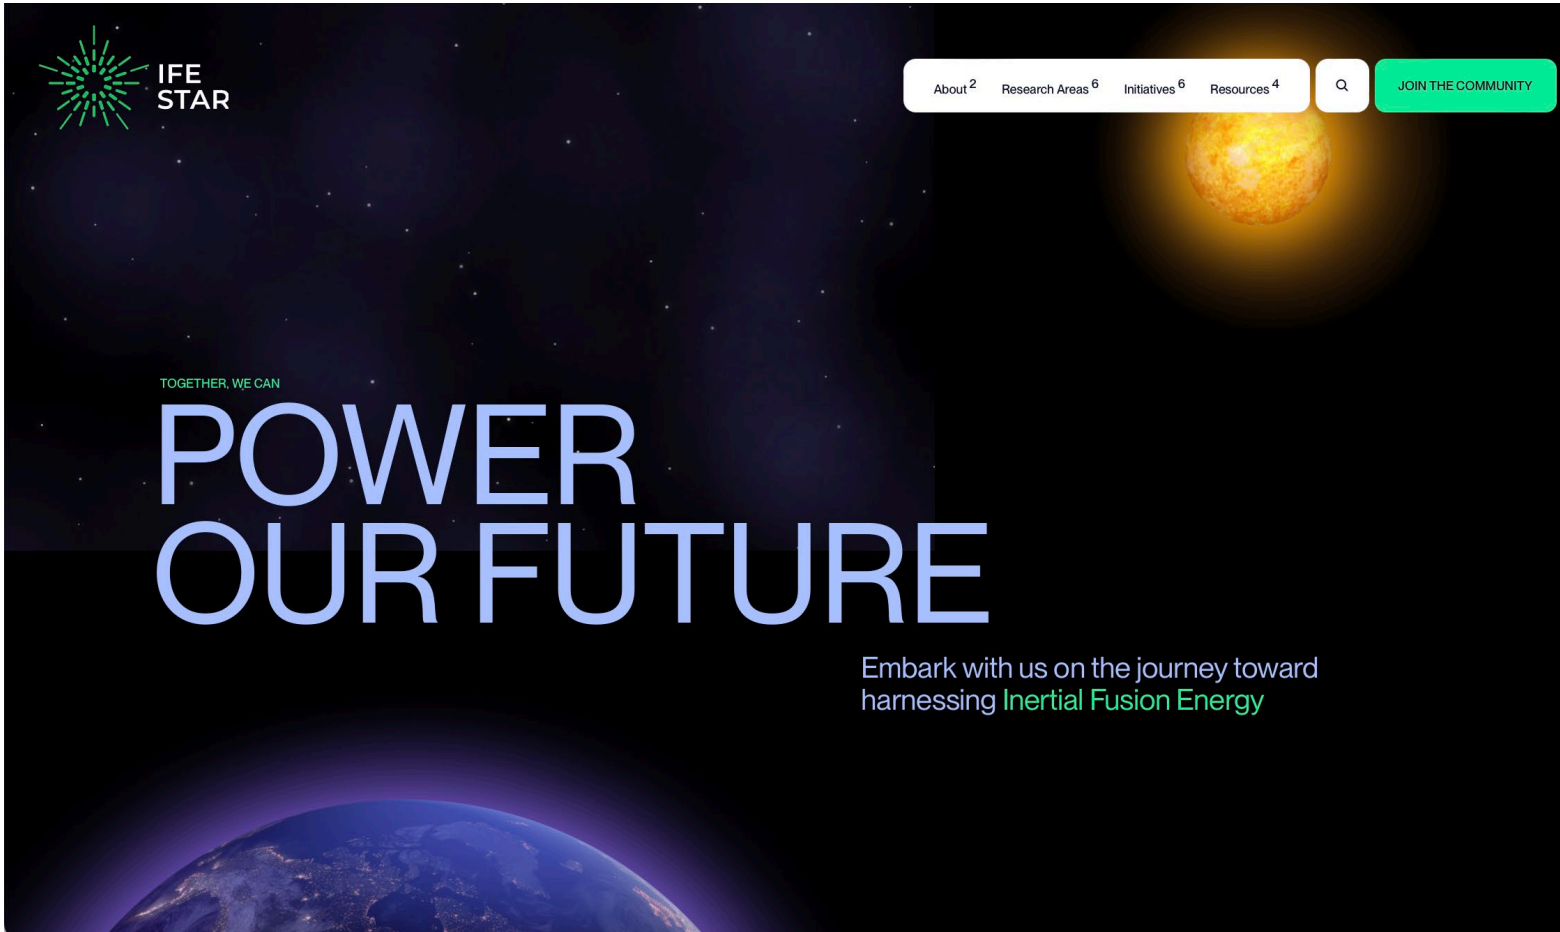 IFE
STAR
About 2 Research Areas 6 Initiatives 6 Resources 4 JOIN THE COMMUNITY
TOGETHER, WE CAN
POWER
OUR FUTURE
Embark with us on the journey toward
harnessing Inertial Fusion Energy